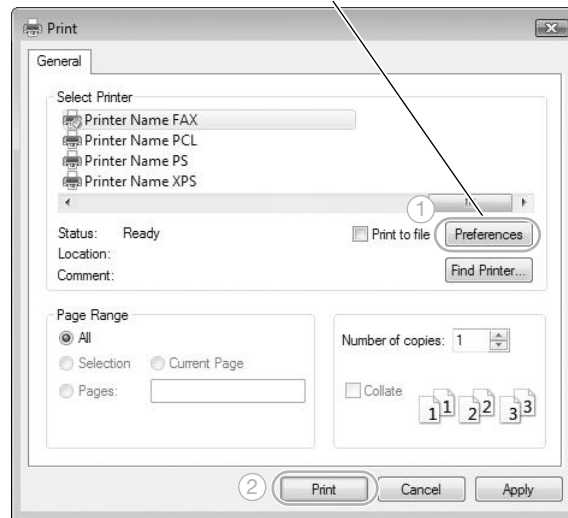 Print
General
Select Printer
Printer Name FAX
Printer Name PCL
Printer Name PS
Printer Name XPS
1
Status: Ready Print to file Preferences
Location:
Comment: Find Printer...
Page Range
All
Selection Current Page
Pages:
Number of copies: 1
Collate
1 1 2 2 3 3
2 Print Cancel Apply